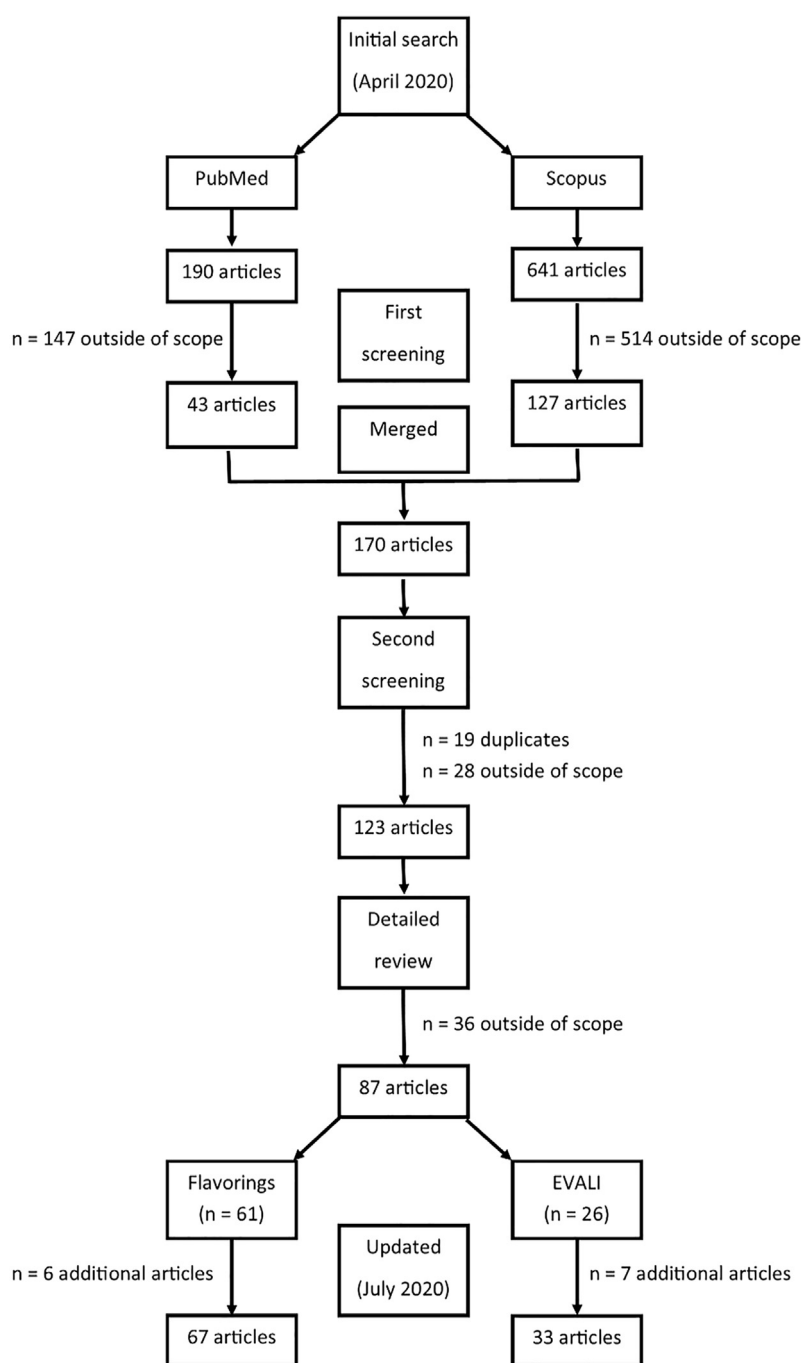 Initial search
(April 2020)
PubMed
Scopus
190 articles
641 articles
n = 147 outside of scope
First
screening
n = 514 outside of scope
43 articles
127 articles
Merged
170 articles
Second
screening
n = 19 duplicates
n = 28 outside of scope
123 articles
Detailed
review
n = 36 outside of scope
87 articles
Flavorings
(n = 61)
EVALI
(n = 26)
n = 6 additional articles
Updated
(July 2020)
n = 7 additional articles
67 articles
33 articles